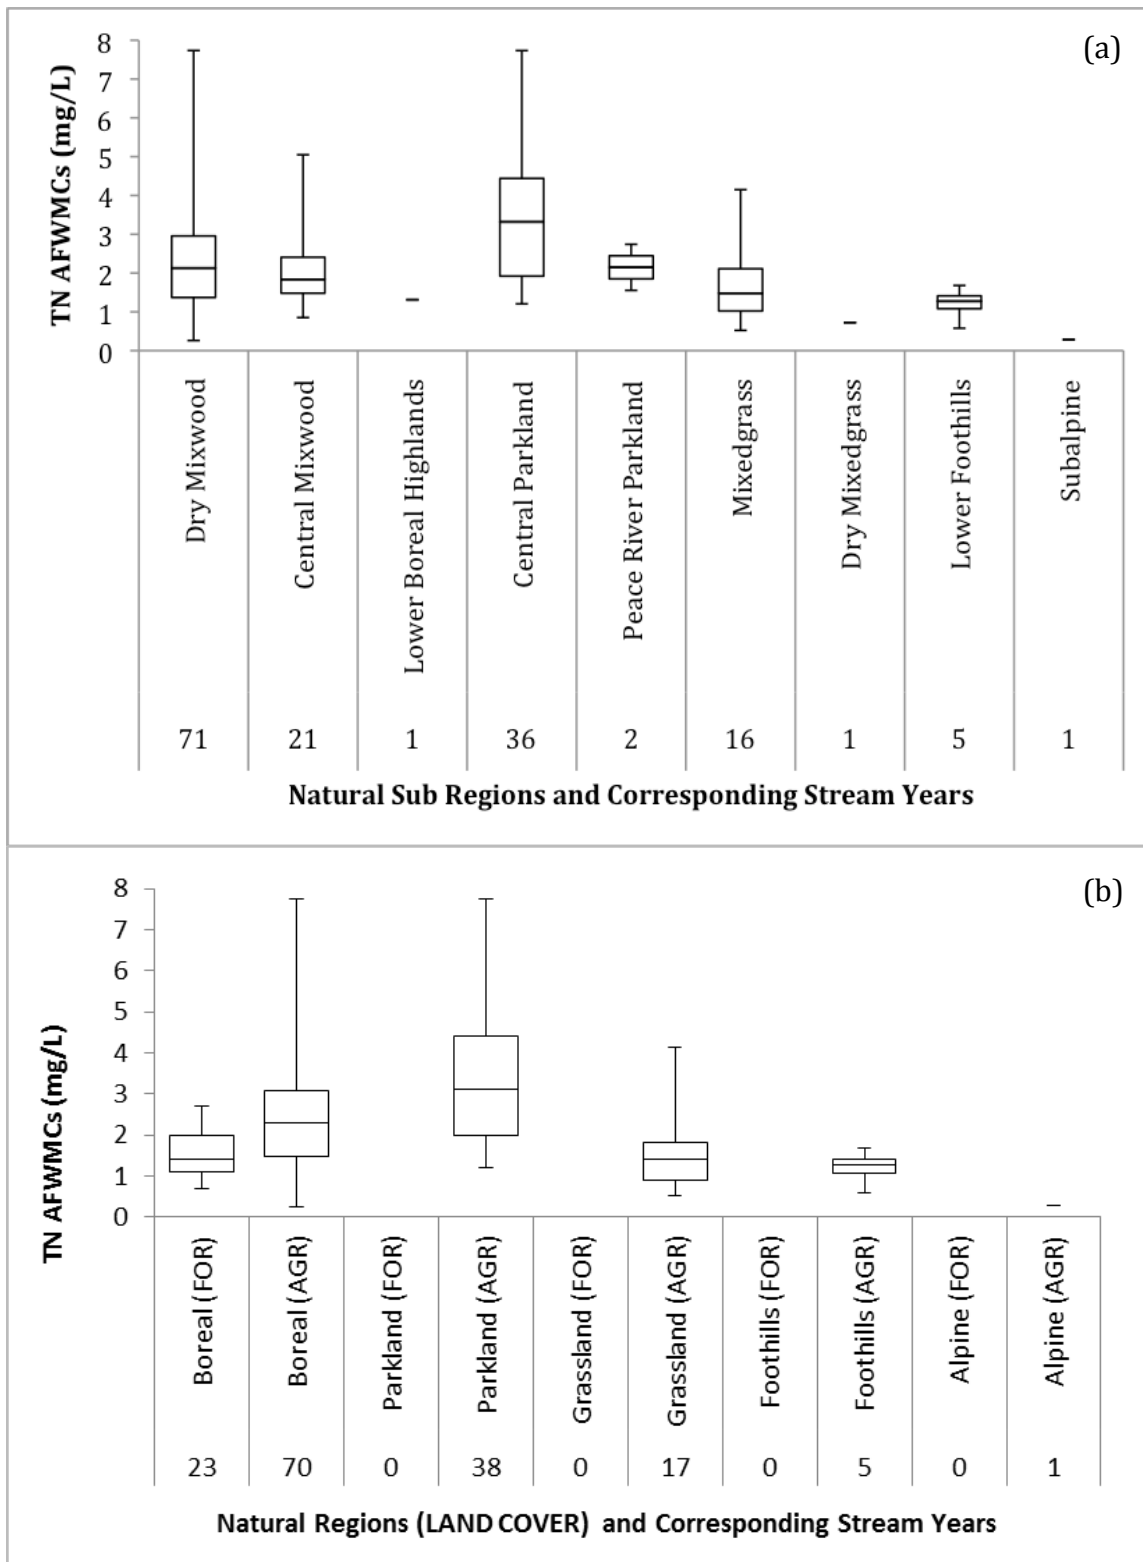 (a)
TN AFWMCs (mg/L)
8
7
6
5
4
3
2
1
0
Dry Mixwood
Central Mixwood
Lower Boreal Highlands
Central Parkland
Peace River Parkland
Mixedgrass
Dry Mixedgrass
Lower Foothills
Subalpine
71 21 1 36 2 16 1 5 1
Natural Sub Regions and Corresponding Stream Years
(b)
TN AFWMCs (mg/L)
8
7
6
5
4
3
2
1
0
Boreal (FOR)
Boreal (AGR)
Parkland (FOR)
Parkland (AGR)
Grassland (FOR)
Grassland (AGR)
Foothills (FOR)
Foothills (AGR)
Alpine (FOR)
Alpine (AGR)
23 70 0 38 0 17 0 5 0 1
Natural Regions (LAND COVER) and Corresponding Stream Years